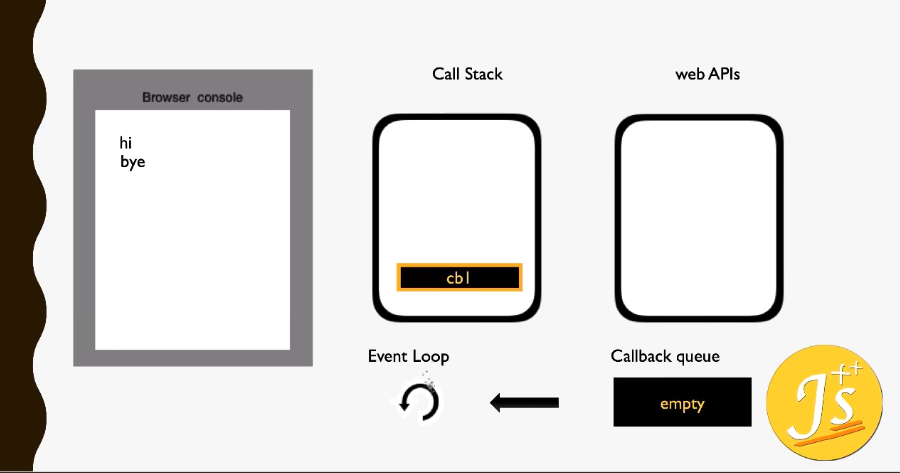 Call Stack
web APIs
Browser console
hi
bye
cb1
Event Loop
Callback queue
empty
Js++